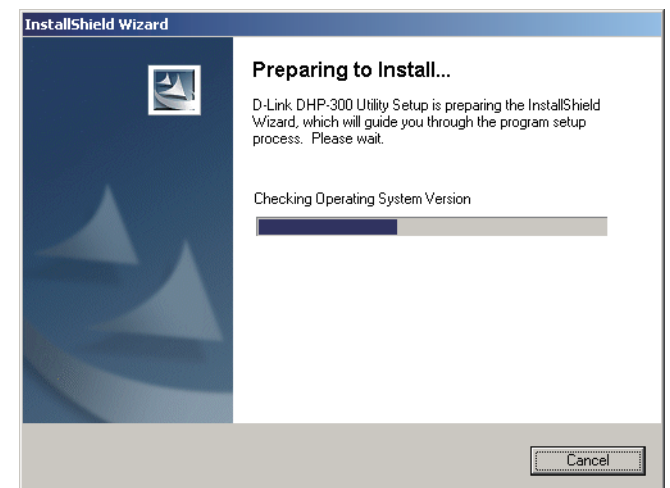 InstallShield Wizard
Preparing to Install...
D-Link DHP-300 Utility Setup is preparing the InstallShield
Wizard, which will guide you through the program setup
process. Please wait.
Checking Operating System Version
Cancel